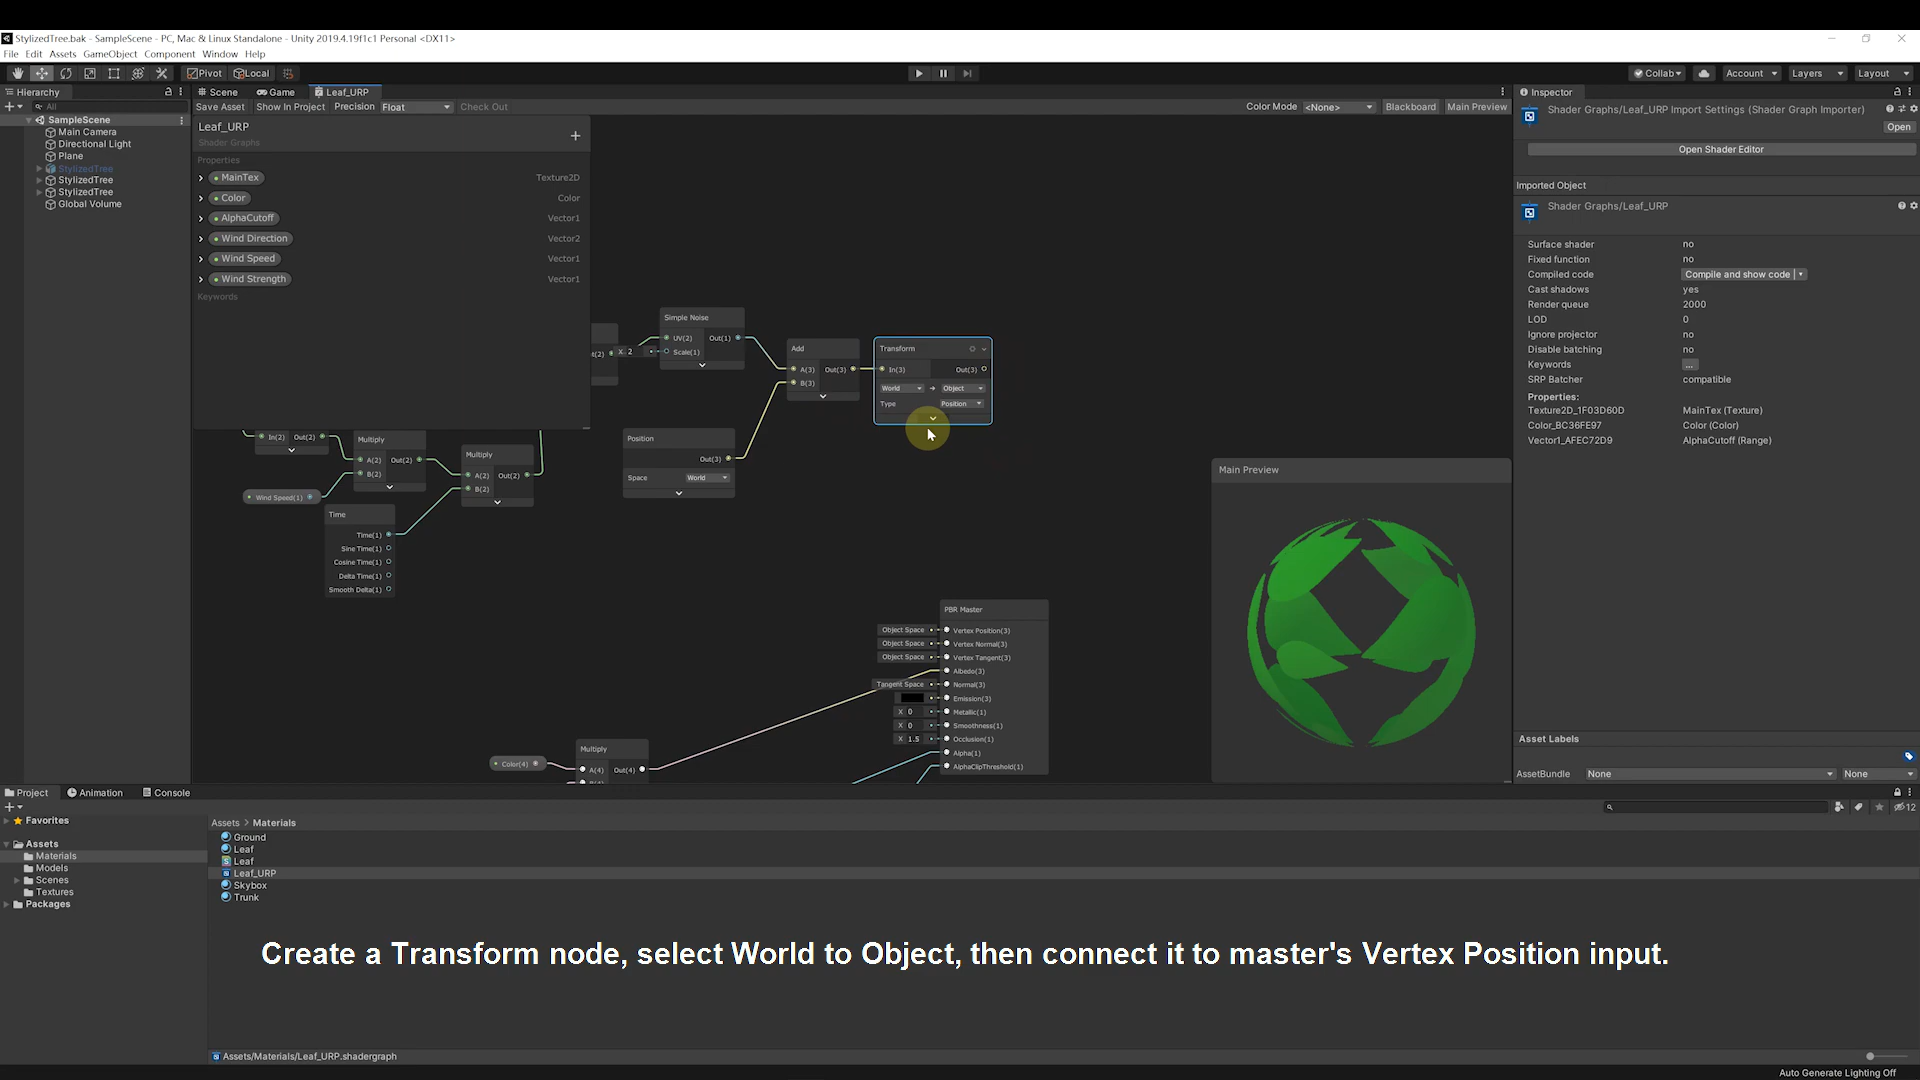 StylizedTree.bak - SampleScene - PC, Mac & Linux Standalone - Unity 2019.4.19f1c1 Personal <DX11>
File Edit Assets GameObject Component Window Help
Pivot Local Collab Account Layers Layout
Hierarchy Scene Game Leaf_URP Inspector
All Save Asset Show In Project Precision Float Check Out Color Mode <None> Blackboard Main Preview
Shader Graphs/Leaf_URP Import Settings (Shader Graph Importer)
Open
Open Shader Editor
Imported Object
Shader Graphs/Leaf_URP
Surface shader no
Fixed function no
Compiled code Compile and show code
Cast shadows yes
Render queue 2000
LOD 0
Ignore projector no
Disable batching no
Keywords ...
SRP Batcher compatible
Properties:
Texture2D_1F03D60D MainTex (Texture)
Color_BC36FE97 Color (Color)
Vector1_AFEC72D9 AlphaCutoff (Range)
Asset Labels
AssetBundle None None
SampleScene
Main Camera
Directional Light
Plane
StylizedTree
StylizedTree
StylizedTree
Global Volume
Leaf_URP
Shader Graphs
Properties
MainTex Texture2D
Color Color
AlphaCutoff Vector1
Wind Direction Vector2
Wind Speed Vector1
Wind Strength Vector1
Keywords
Simple Noise
UV(2) Out(1)
X 2 Scale(1)
Add
A(3) Out(3)
B(3)
Transform
In(3) Out(3)
World Object
Type Position
Position
Out(3)
Space World
In(2) Out(2)
Multiply
A(2) Out(2)
B(2)
Multiply
A(2) Out(2)
B(2)
Wind Speed(1)
Time
Time(1)
Sine Time(1)
Cosine Time(1)
Delta Time(1)
Smooth Delta(1)
PBR Master
Object Space Vertex Position(3)
Object Space Vertex Normal(3)
Object Space Vertex Tangent(3)
Albedo(3)
Tangent Space Normal(3)
Emission(3)
X 0 Metallic(1)
X 0 Smoothness(1)
X 1.5 Occlusion(1)
Alpha(1)
AlphaClipThreshold(1)
Color(4)
Multiply
A(4) Out(4)
Main Preview
Project Animation Console
12
Favorites
Assets
Materials
Models
Scenes
Textures
Packages
Assets > Materials
Ground
Leaf
Leaf
Leaf_URP
Skybox
Trunk
Create a Transform node, select World to Object, then connect it to master's Vertex Position input.
Assets/Materials/Leaf_URP.shadergraph
Auto Generate Lighting Off